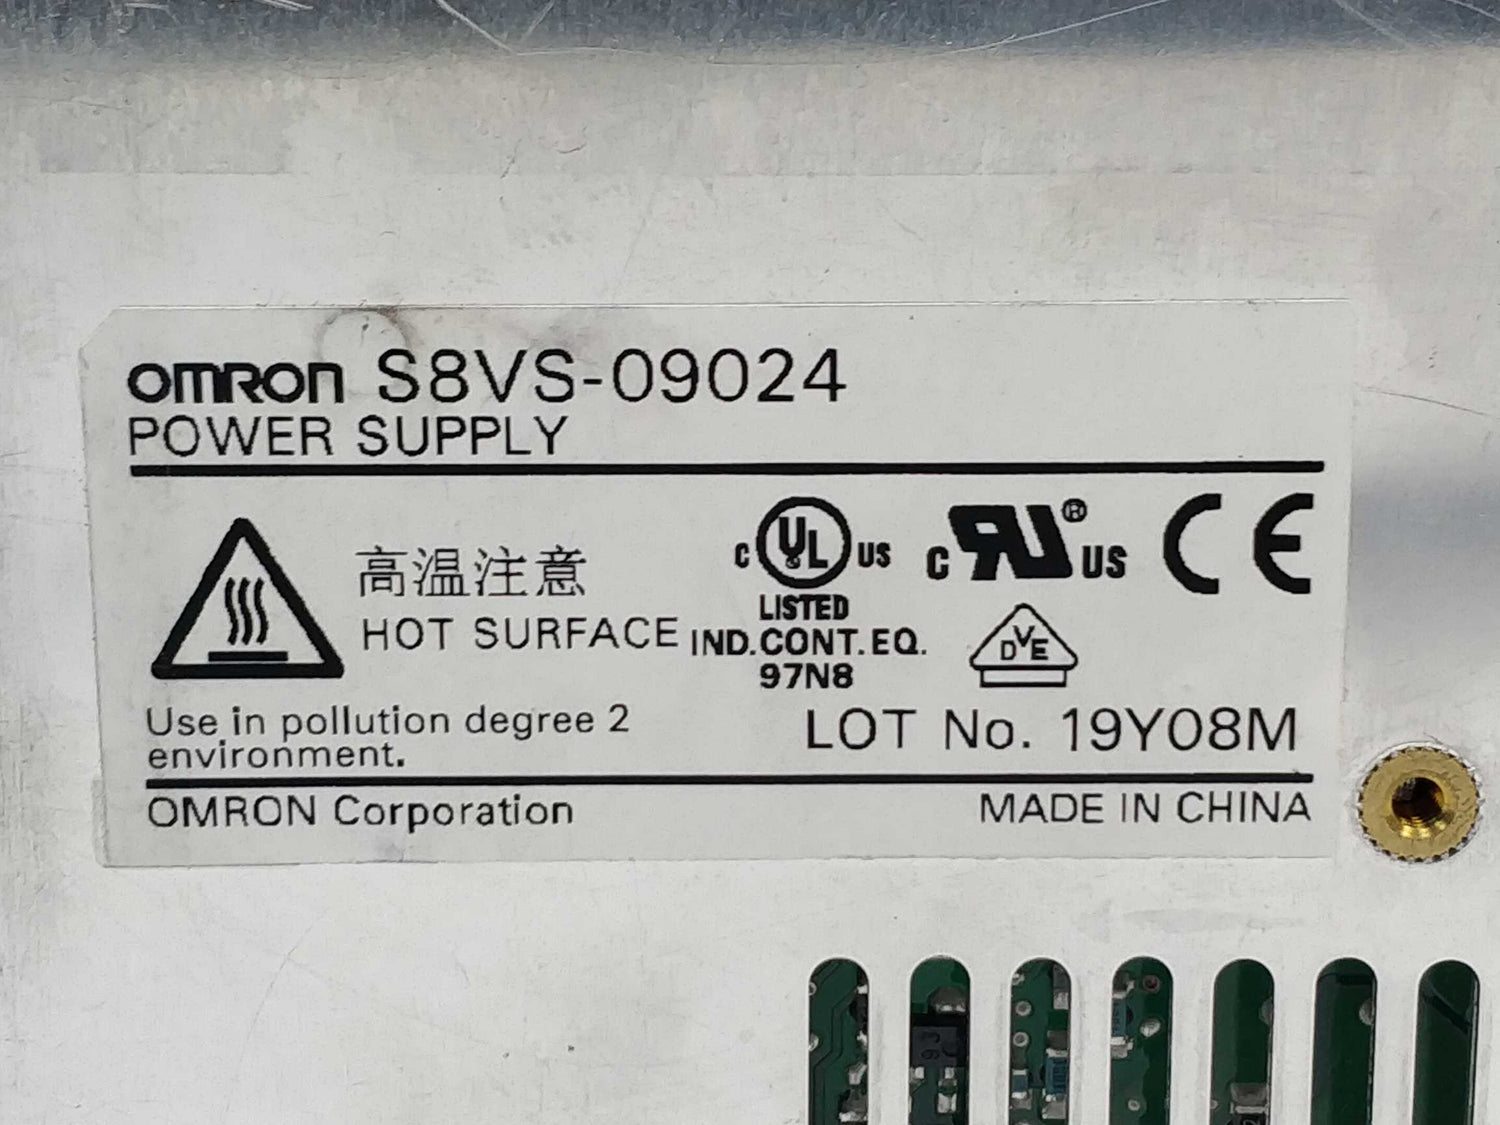 OMRON S8VS-09024
POWER SUPPLY
高温注意
HOT SURFACE
C UL US
LISTED
IND.CONT.EQ.
97N8
C RU® US
CE
DVE
Use in pollution degree 2
environment.
LOT No. 19Y08M
OMRON Corporation
MADE IN CHINA